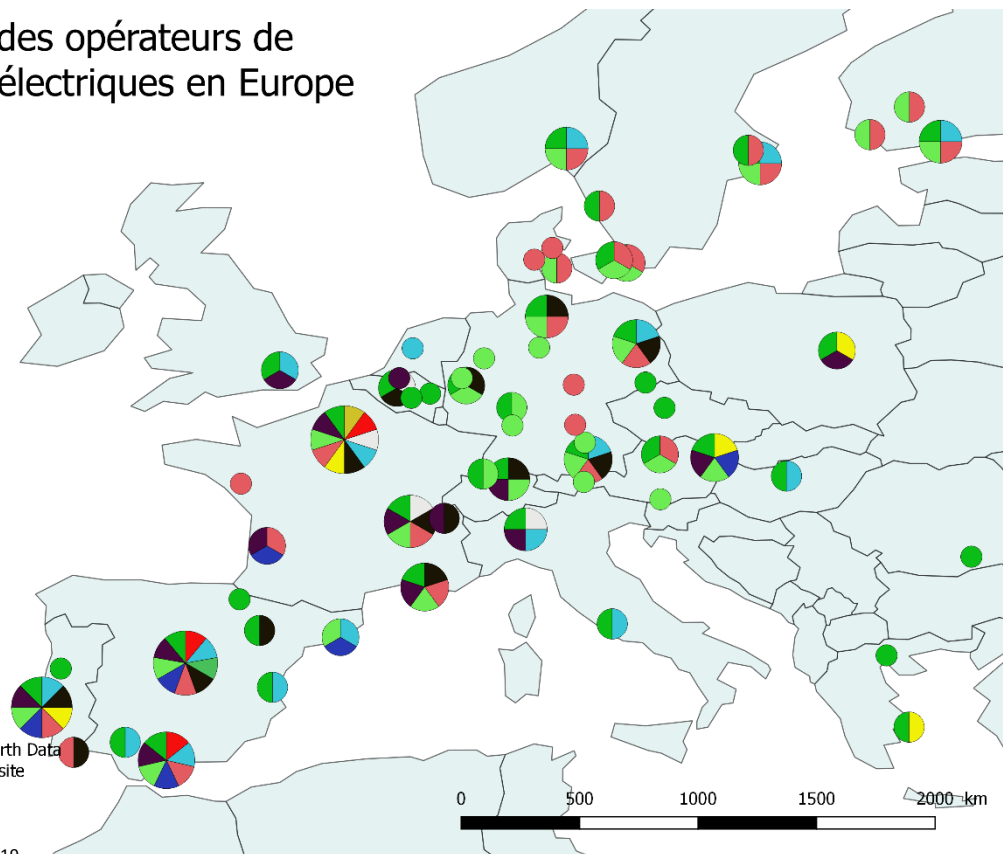 des opérateurs de
électriques en Europe
rth Data
site
0 500 1000 1500 2000 km